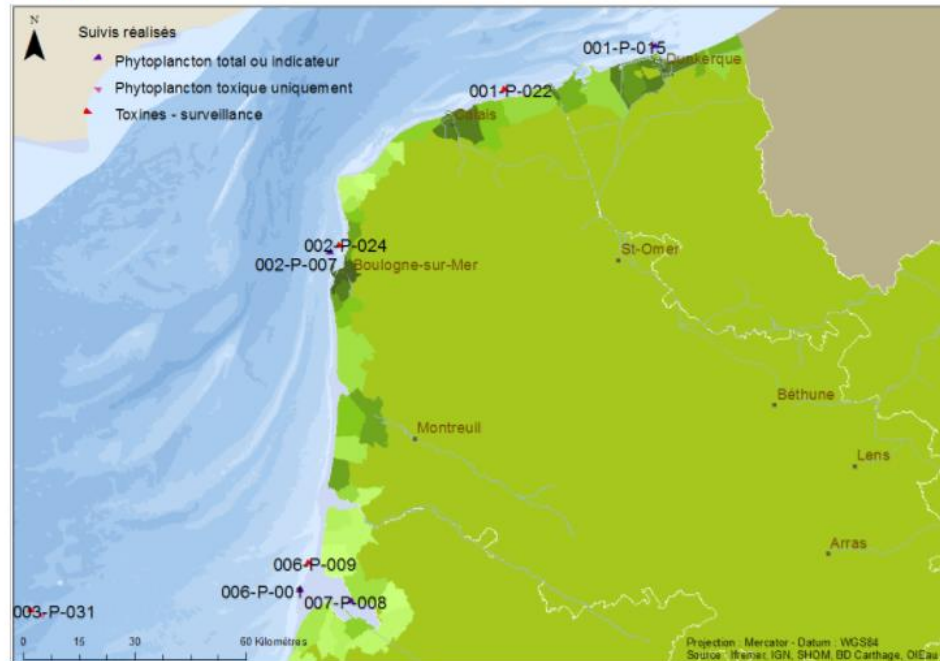 N
Suivis réalisés
Phytoplancton total ou indicateur
Phytoplancton toxique uniquement
Toxines - surveillance
001-P-015
Dunkerque
001-P-022
Calais
002-P-024
002-P-007
Boulogne-sur-Mer
St-Omer
Béthune
Montreuil
Lens
Arras
006-P-009
006-P-00
007-P-008
003-P-031
0 15 30 60 Kilomètres
Projection : Mercator - Datum : WGS84
Source : Ifremer, IGN, SHOM, BD Carthage, OIEau